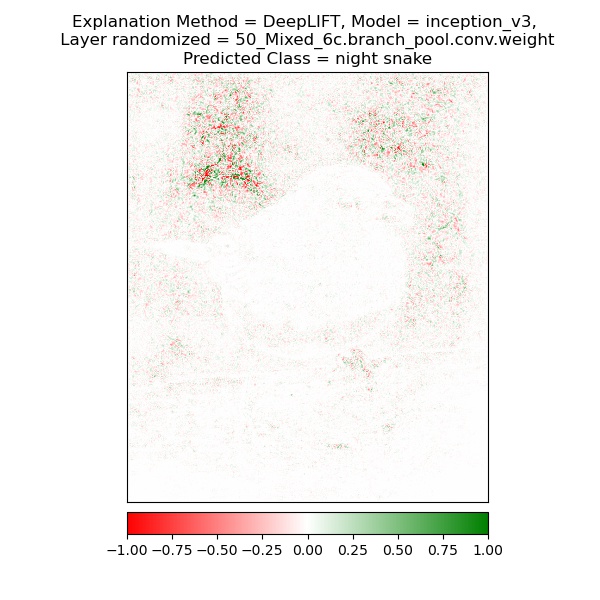 Explanation Method = DeepLIFT, Model = inception_v3,
Layer randomized = 50_Mixed_6c.branch_pool.conv.weight
Predicted Class = night snake
−1.00 −0.75 −0.50 −0.25 0.00 0.25 0.50 0.75 1.00